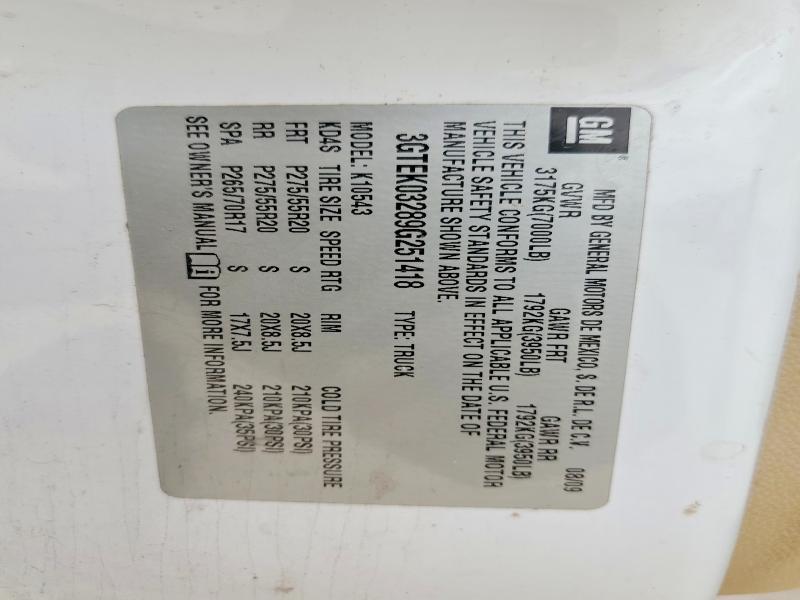 GM®
MFD BY GENERAL MOTORS DE MEXICO, S. DE R.L. DE C.V. 08/09
GVWR GAWR FRT GAWR RR
3175KG(7000LB) 1792KG(3950LB) 1792KG(3950LB)
THIS VEHICLE CONFORMS TO ALL APPLICABLE U.S. FEDERAL MOTOR
VEHICLE SAFETY STANDARDS IN EFFECT ON THE DATE OF
MANUFACTURE SHOWN ABOVE.
3GTEK03289G251418 TYPE: TRUCK
MODEL: K10543
KD4S TIRE SIZE SPEED RTG RIM COLD TIRE PRESSURE
FRT P275/55R20 S 20X8.5J 210KPA(30PSI)
RR P275/55R20 S 20X8.5J 210KPA(30PSI)
SPA P265/70R17 S 17X7.5J 240KPA(35PSI)
SEE OWNER'S MANUAL FOR MORE INFORMATION.